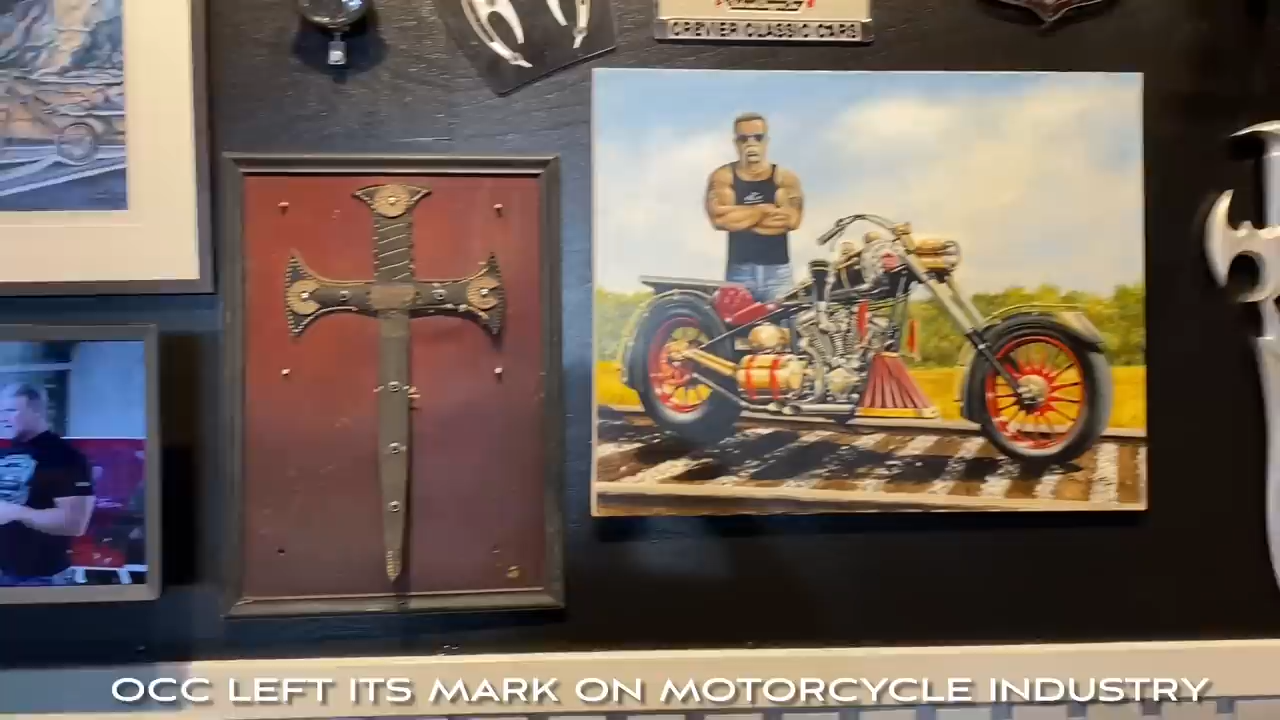 CREVIER CLASSIC CARS
OCC LEFT ITS MARK ON MOTORCYCLE INDUSTRY